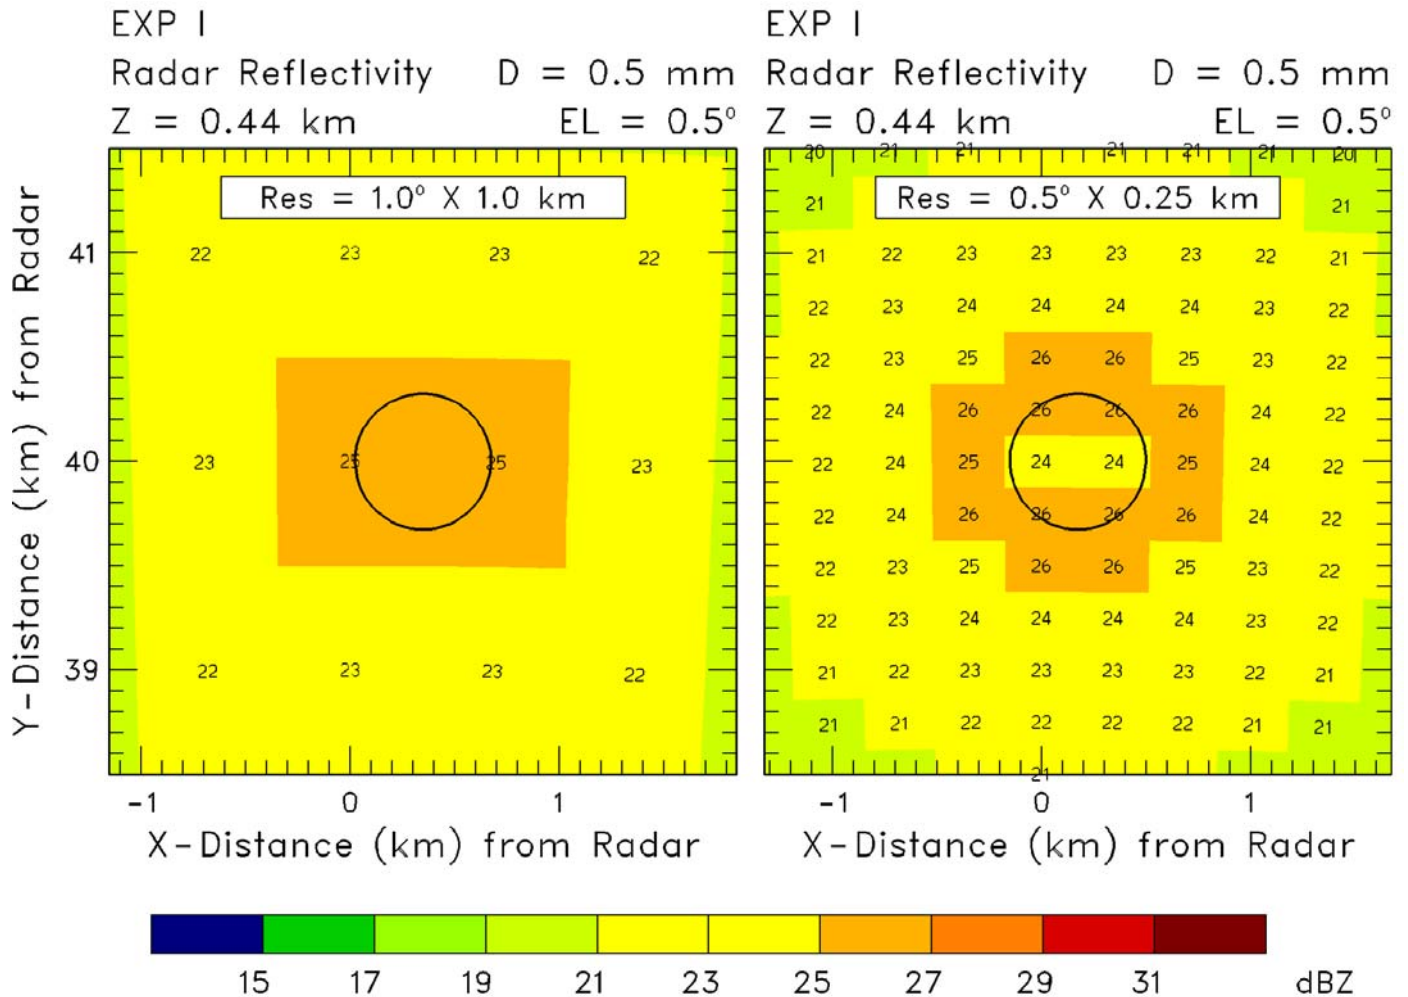 EXP I
Radar Reflectivity D = 0.5 mm
Z = 0.44 km EL = 0.5°
Res = 1.0° X 1.0 km
22 23 23 22
23 25 25 23
22 23 23 22
41
40
39
Y-Distance (km) from Radar
-1 0 1
X-Distance (km) from Radar
EXP I
Radar Reflectivity D = 0.5 mm
Z = 0.44 km EL = 0.5°
20 21 21 21 21 21 20
Res = 0.5° X 0.25 km
21 21
21 22 23 23 23 23 22 21
22 23 24 24 24 24 23 22
22 23 25 26 26 25 23 22
22 24 26 26 26 26 24 22
22 24 25 24 24 25 24 22
22 24 26 26 26 26 24 22
22 23 25 26 26 25 23 22
22 23 24 24 24 24 23 22
21 22 23 23 23 23 22 21
21 21 22 22 22 22 21 21
21
-1 0 1
X-Distance (km) from Radar
15 17 19 21 23 25 27 29 31 dBZ